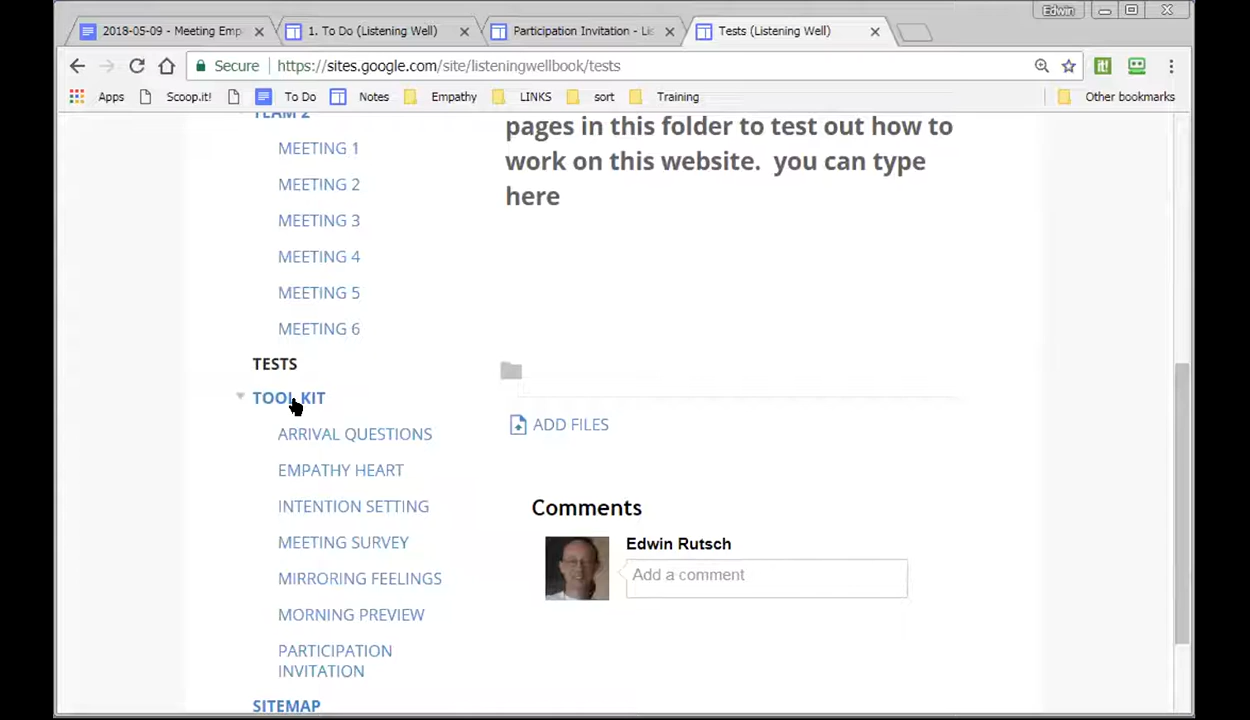 Edwin
2018-05-09 - Meeting Emp
1. To Do (Listening Well)
Participation Invitation - Lis
Tests (Listening Well)
Secure
https://sites.google.com/site/listeningwellbook/tests
Apps
Scoop.it!
To Do
Notes
Empathy
LINKS
sort
Training
Other bookmarks
TEAM 2
MEETING 1
MEETING 2
MEETING 3
MEETING 4
MEETING 5
MEETING 6
TESTS
TOOL KIT
ARRIVAL QUESTIONS
EMPATHY HEART
INTENTION SETTING
MEETING SURVEY
MIRRORING FEELINGS
MORNING PREVIEW
PARTICIPATION
INVITATION
SITEMAP
pages in this folder to test out how to
work on this website.  you can type
here
ADD FILES
Comments
Edwin Rutsch
Add a comment